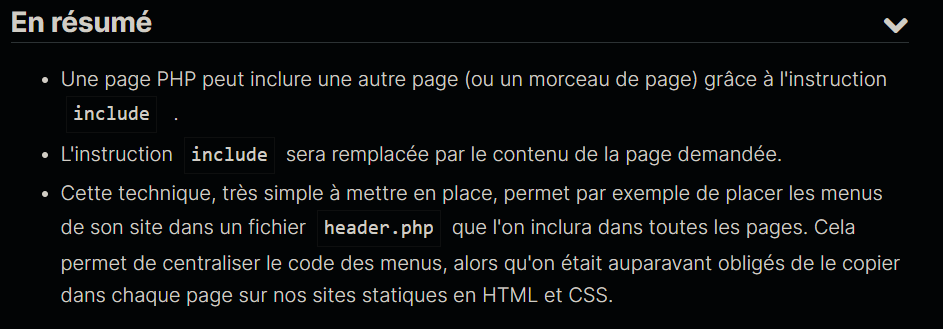 En résumé
• Une page PHP peut inclure une autre page (ou un morceau de page) grâce à l'instruction
include .
• L'instruction include sera remplacée par le contenu de la page demandée.
• Cette technique, très simple à mettre en place, permet par exemple de placer les menus
de son site dans un fichier header.php que l'on inclura dans toutes les pages. Cela
permet de centraliser le code des menus, alors qu'on était auparavant obligés de le copier
dans chaque page sur nos sites statiques en HTML et CSS.